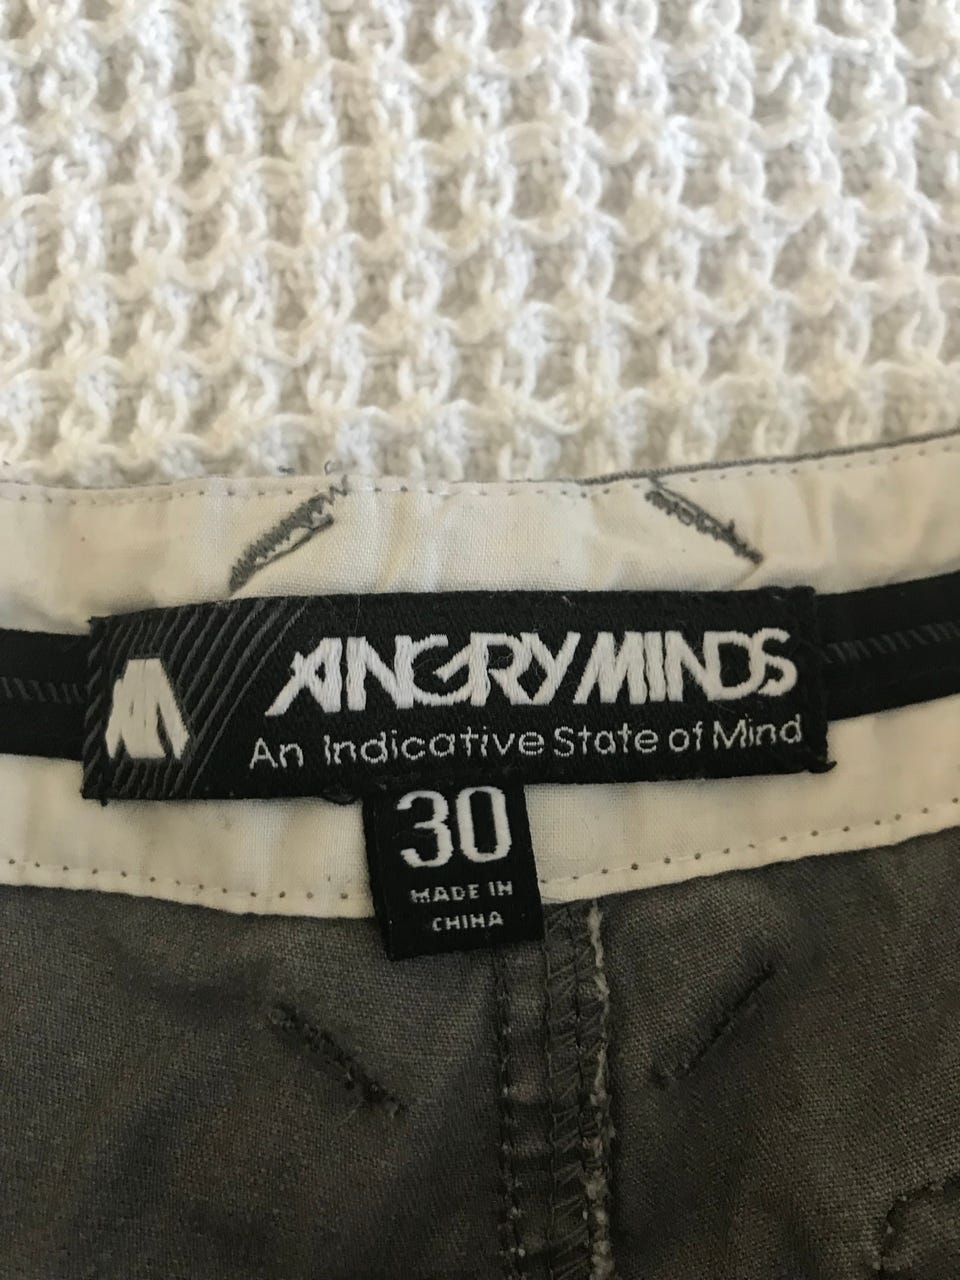 ANGRY MINDS
An Indicative State of Mind
30
MADE IN
CHINA